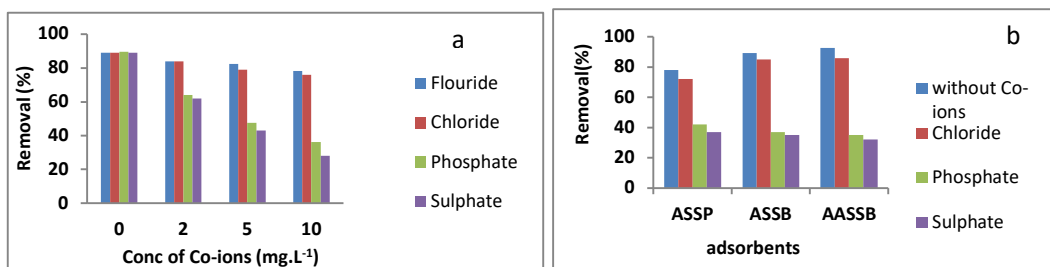 a
100
80
60
40
20
0
Removal (%)
0 2 5 10
Conc of Co-ions (mg.L-1)
Flouride
Chloride
Phosphate
Sulphate
b
100
80
60
40
20
0
Removal(%)
ASSP ASSB AASSB
adsorbents
without Co-
ions
Chloride
Phosphate
Sulphate